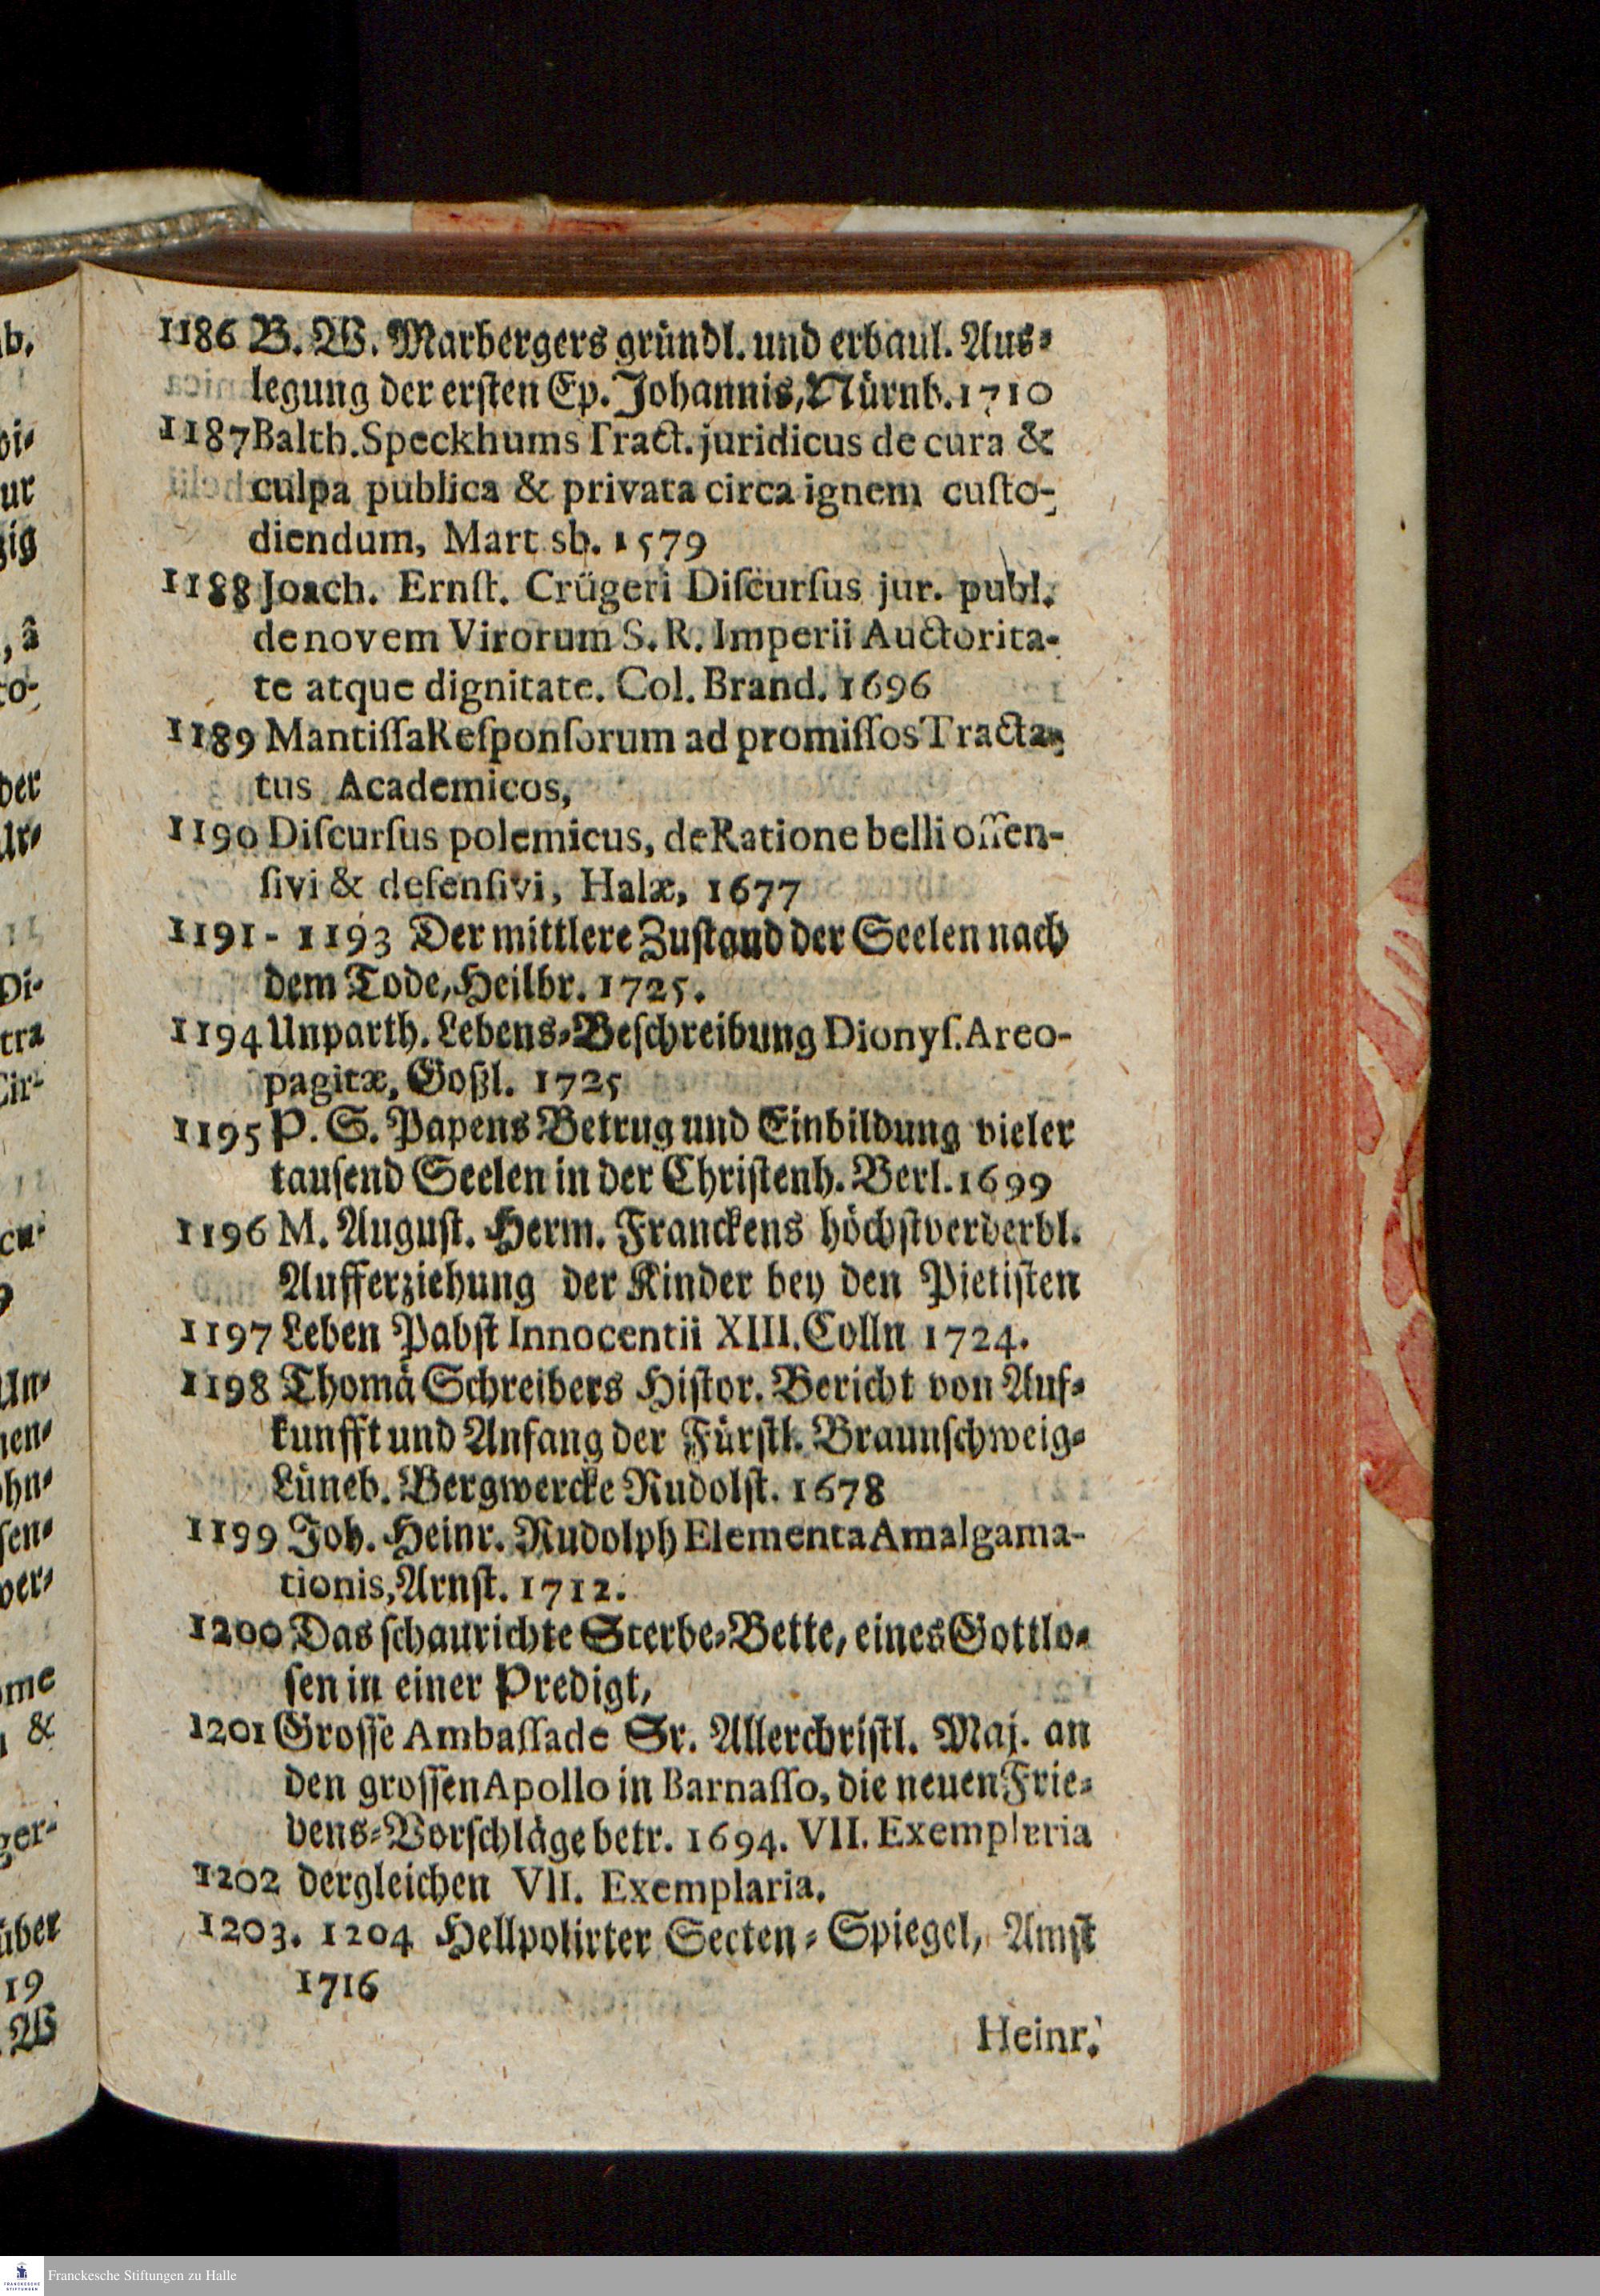 1186 B. W. Marbergers gründl. und erbaul. Aus⸗
legung der ersten Ep. Johannis, Nürnb. 1710
1187 Balth. Speckhums Tract. juridicus de cura &
culpa publica & privata circa ignem cuſto-
diendum, Mart sb. 1579
1188 Joach. Ernſt. Crügeri Diſcurſus jur. publ.
de novem Virorum S. R. Imperii Auctorita-
te atque dignitate. Col. Brand. 1696
1189 Mantiſſa Reſponſorum ad promiſſos Tracta-
tus Academicos,
1190 Diſcurſus polemicus, de Ratione belli offen-
ſivi & defenſivi, Halæ, 1677
1191 - 1193 Der mittlere Zuſtand der Seelen nach
dem Tode, Heilbr. 1725.
1194 Unparth. Lebens⸗Beſchreibung Dionyſ. Areo-
pagitæ, Goßl. 1725
1195 P. S. Papens Betrug und Einbildung vieler
tauſend Seelen in der Chriſtenh. Berl. 1699
1196 M. Auguſt. Herm. Franckens höchſtverderbl.
Aufferziehung der Kinder bey den Pietiſten
1197 Leben Pabſt Innocentii XIII. Colln 1724.
1198 Thomä Schreibers Hiſtor. Bericht von Auf⸗
kunfft und Anfang der Fürſtl. Braunſchweig⸗
Lüneb. Bergwercke Rudolſt. 1678
1199 Joh. Heinr. Rudolph Elementa Amalgama-
tionis, Arnſt. 1712.
1200 Das ſchaurichte Sterbe⸗Bette, eines Gottlo⸗
ſen in einer Predigt,
1201 Groſſe Ambaſſade Sr. Allerchriſtl. Maj. an
den groſſen Apollo in Barnaſſo, die neuen Frie⸗
dens⸗Vorſchläge betr. 1694. VII. Exemplaria
1202 dergleichen VII. Exemplaria.
1203. 1204 Hellpolirter Secten⸗Spiegel, Amſt
1716
Heinr.
Franckesche Stiftungen zu Halle